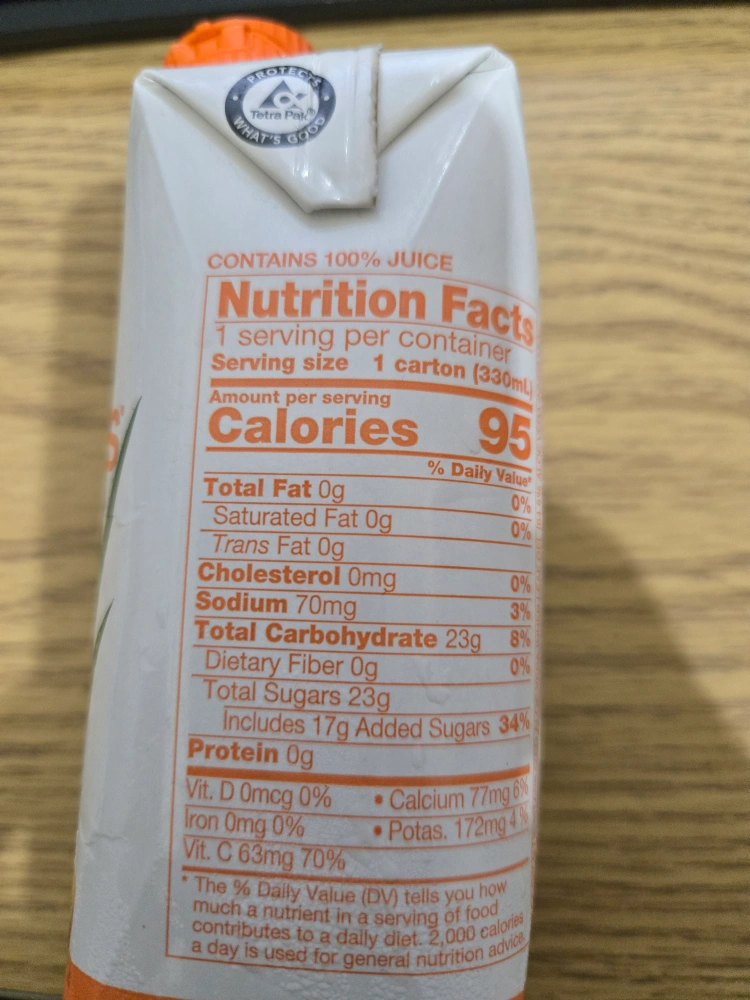 PROTECTS
Tetra Pak®
WHAT'S GOOD
CONTAINS 100% JUICE
Nutrition Facts
1 serving per container
Serving size 1 carton (330mL)
Amount per serving
Calories 95
% Daily Value*
Total Fat 0g 0%
Saturated Fat 0g 0%
Trans Fat 0g
Cholesterol 0mg 0%
Sodium 70mg 3%
Total Carbohydrate 23g 8%
Dietary Fiber 0g 0%
Total Sugars 23g
Includes 17g Added Sugars 34%
Protein 0g
Vit. D 0mcg 0% • Calcium 77mg 6%
Iron 0mg 0% • Potas. 172mg 4%
Vit. C 63mg 70%
* The % Daily Value (DV) tells you how
much a nutrient in a serving of food
contributes to a daily diet. 2,000 calories
a day is used for general nutrition advice.